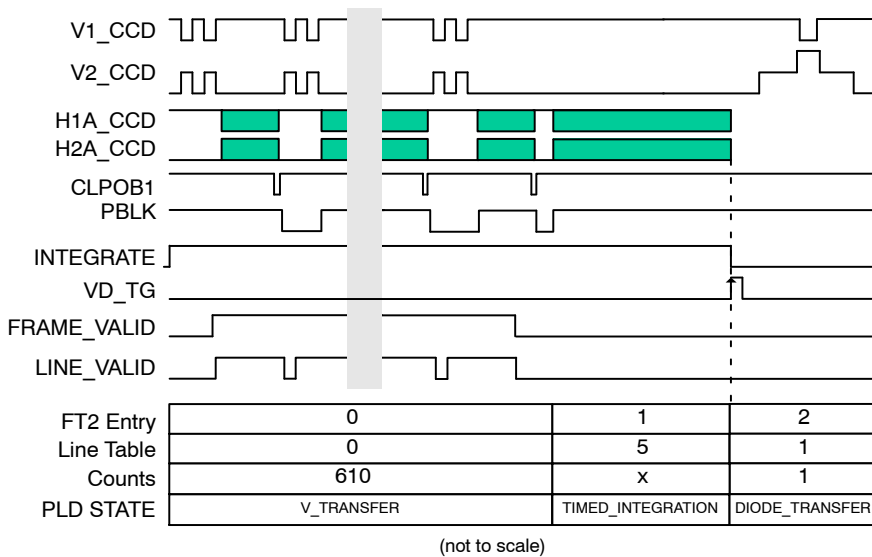 V1_CCD
V2_CCD
H1A_CCD
H2A_CCD
CLPOB1
PBLK
INTEGRATE
VD_TG
FRAME_VALID
LINE_VALID
FT2 Entry 0 1 2
Line Table 0 5 1
Counts 610 x 1
PLD STATE V_TRANSFER TIMED_INTEGRATION DIODE_TRANSFER
(not to scale)